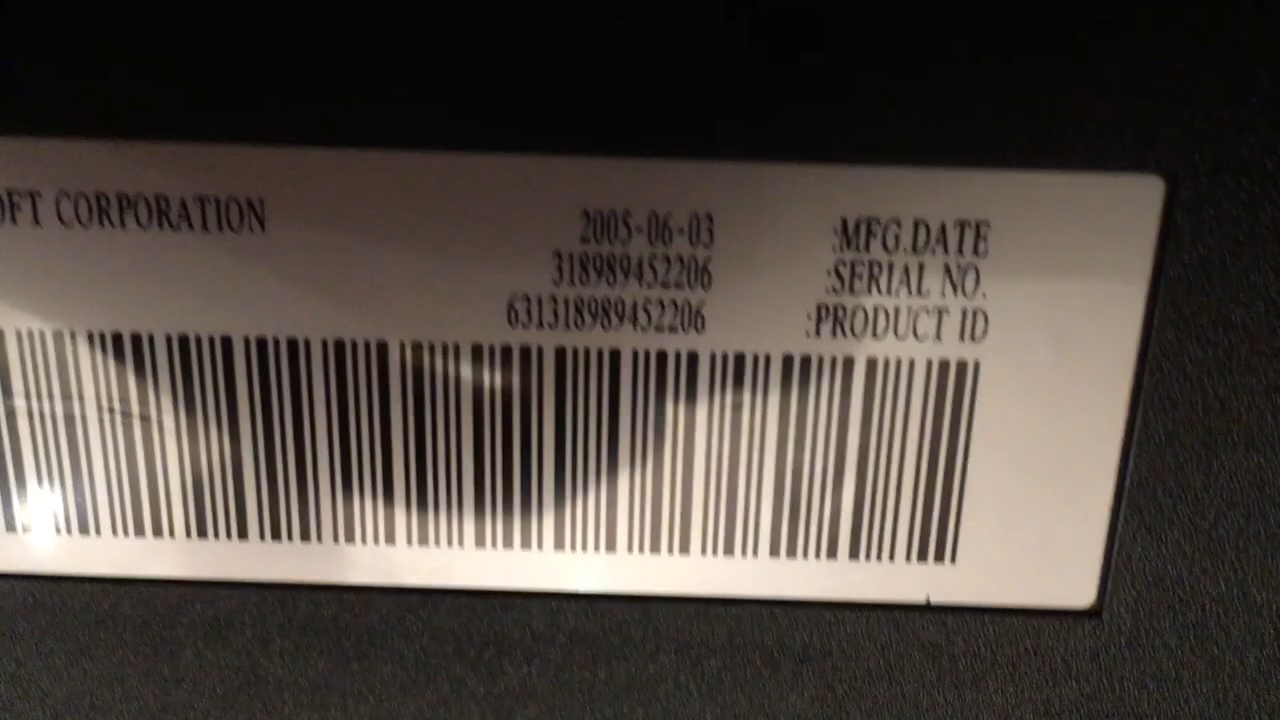 OFT CORPORATION
2005-06-03 :MFG.DATE
318989452206 :SERIAL NO.
631318989452206 :PRODUCT ID